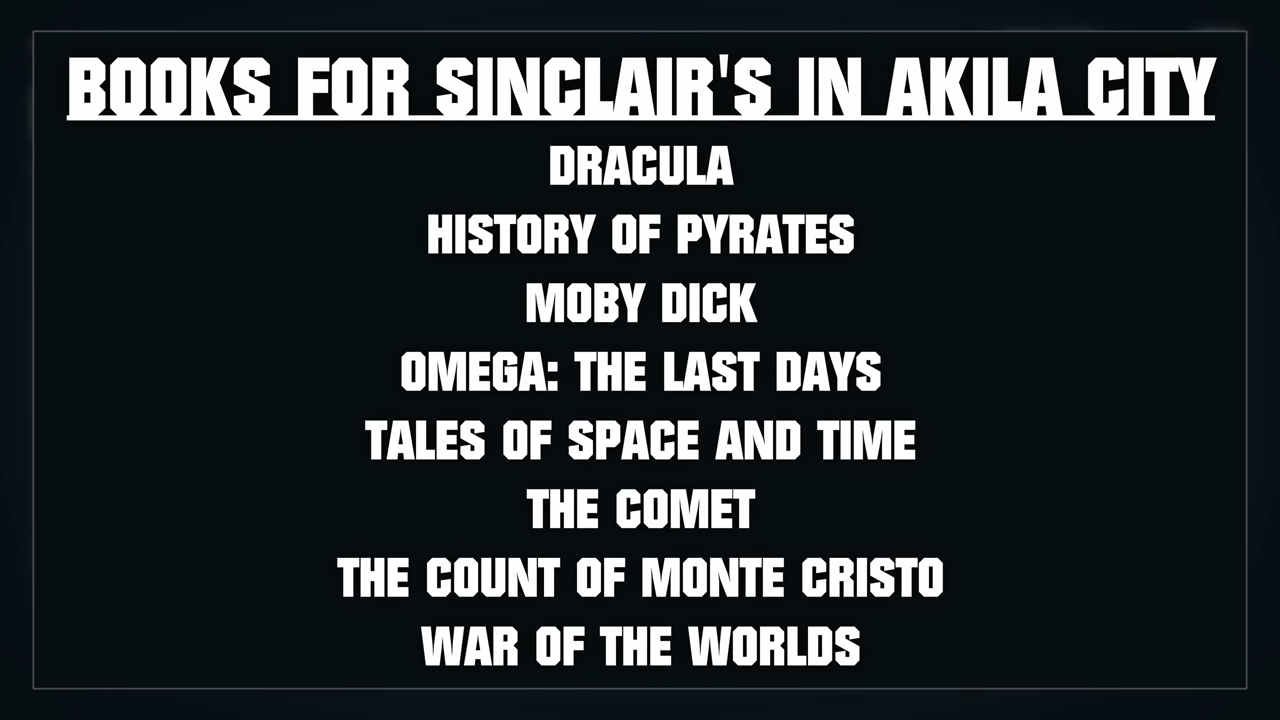 BOOKS FOR SINCLAIR'S IN AKILA CITY
DRACULA
HISTORY OF PYRATES
MOBY DICK
OMEGA: THE LAST DAYS
TALES OF SPACE AND TIME
THE COMET
THE COUNT OF MONTE CRISTO
WAR OF THE WORLDS